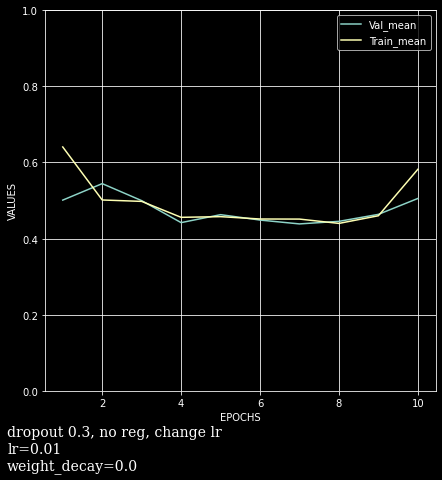 1.0
Val_mean
Train_mean
0.8
0.6
VALUES
0.4
0.2
0.0
2 4 6 8 10
EPOCHS
dropout 0.3, no reg, change lr
lr=0.01
weight_decay=0.0